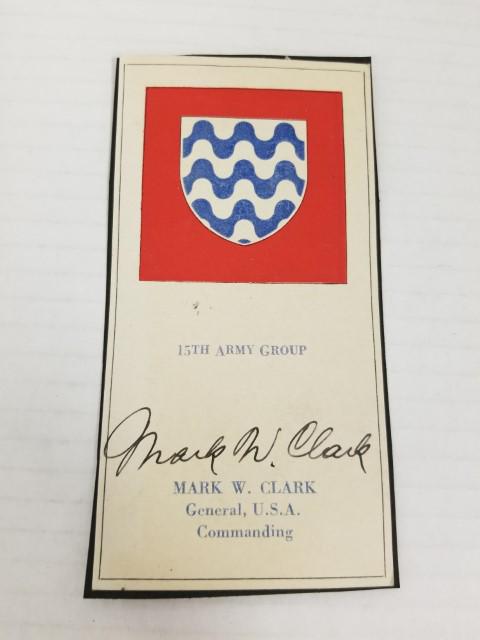 15TH ARMY GROUP
Mark W. Clark
MARK W. CLARK
General, U.S.A.
Commanding